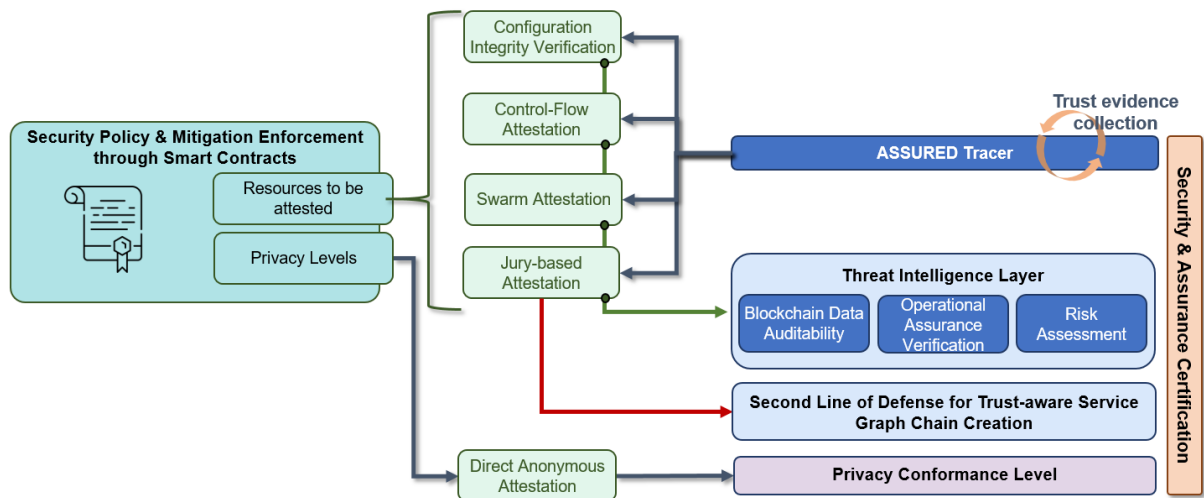 Security Policy & Mitigation Enforcement
through Smart Contracts
Resources to be
attested
Privacy Levels
Configuration
Integrity Verification
Control-Flow
Attestation
Swarm Attestation
Jury-based
Attestation
Direct Anonymous
Attestation
Trust evidence
collection
ASSURED Tracer
Threat Intelligence Layer
Blockchain Data
Auditability
Operational
Assurance
Verification
Risk
Assessment
Second Line of Defense for Trust-aware Service
Graph Chain Creation
Privacy Conformance Level
Security & Assurance Certification